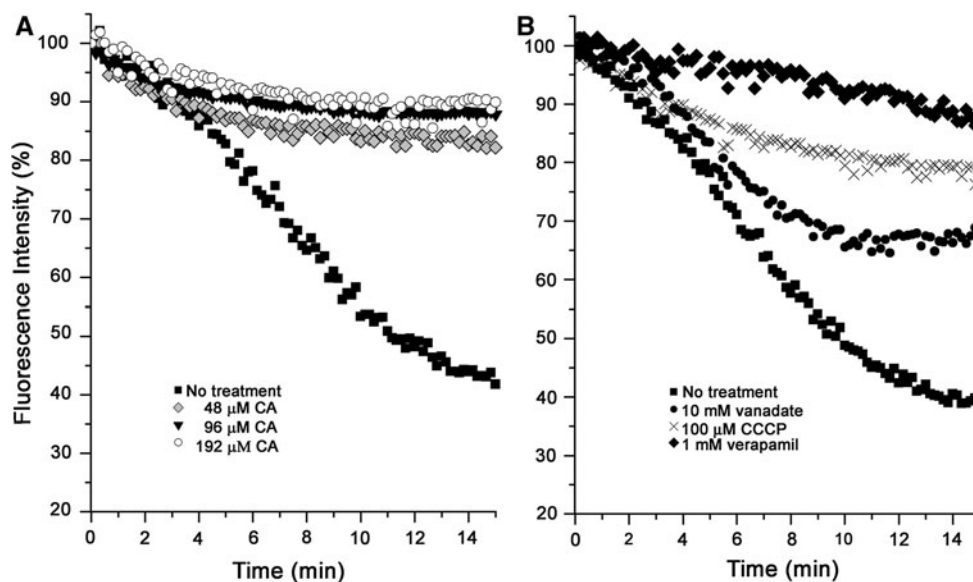 A
B
Fluorescence Intensity (%)
100
90
80
70
60
50
40
30
20
No treatment
48 µM CA
96 µM CA
192 µM CA
0 2 4 6 8 10 12 14
Time (min)
100
90
80
70
60
50
40
30
20
No treatment
10 mM vanadate
100 µM CCCP
1 mM verapamil
0 2 4 6 8 10 12 14
Time (min)